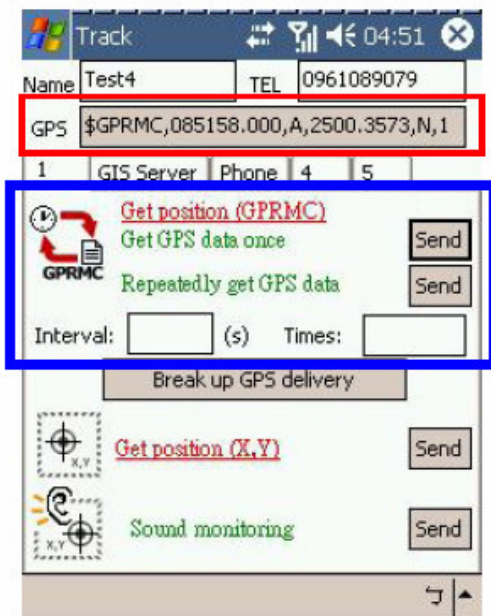 Track 04:51
Name Test4 TEL 0961089079
GPS $GPRMC,085158.000,A,2500.3573,N,1
1 GIS Server Phone 4 5
Get position (GPRMC)
Get GPS data once Send
GPRMC
Repeatedly get GPS data Send
Interval: (s) Times:
Break up GPS delivery
X,Y
Get position (X,Y) Send
Sound monitoring Send
X,Y
ㄅ